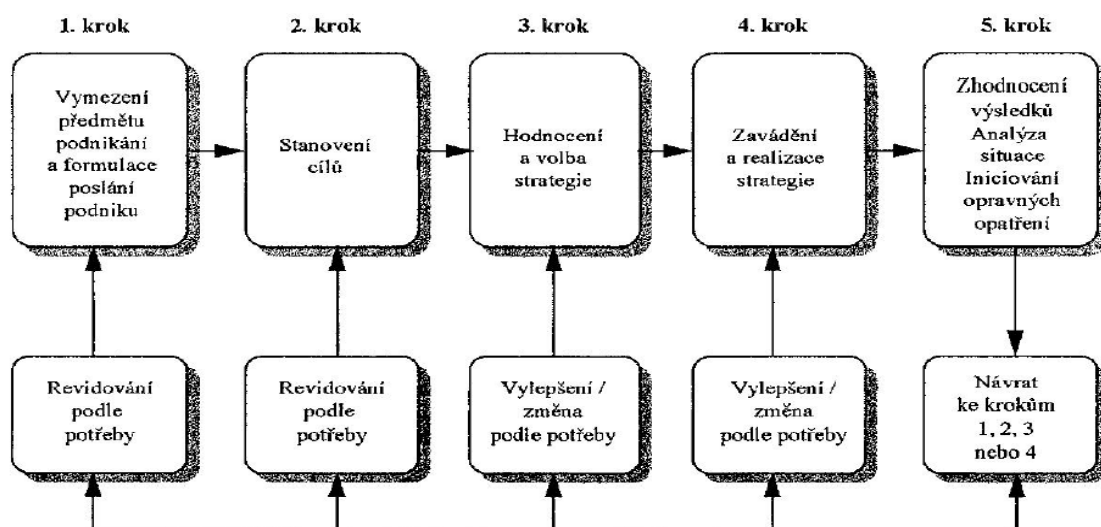 1. krok
2. krok
3. krok
4. krok
5. krok
Vymezení
předmětu
podnikání
a formulace
poslání
podniku
Stanovení
cílů
Hodnocení
a volba
strategie
Zavádění
a realizace
strategie
Zhodnocení
výsledků
Analýza
situace
Iniciování
opravných
opatření
Revidování
podle
potřeby
Revidování
podle
potřeby
Vylepšení /
změna
podle potřeby
Vylepšení /
změna
podle potřeby
Návrat
ke krokům
1, 2, 3
nebo 4